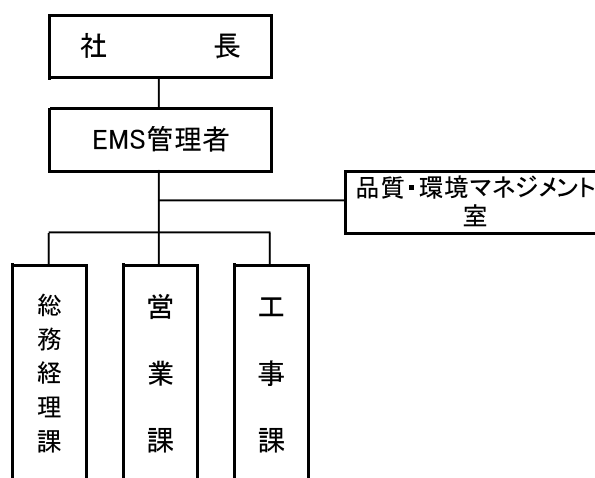 社長
EMS管理者
品質・環境マネジメント
室
総務経理課
営業課
工事課